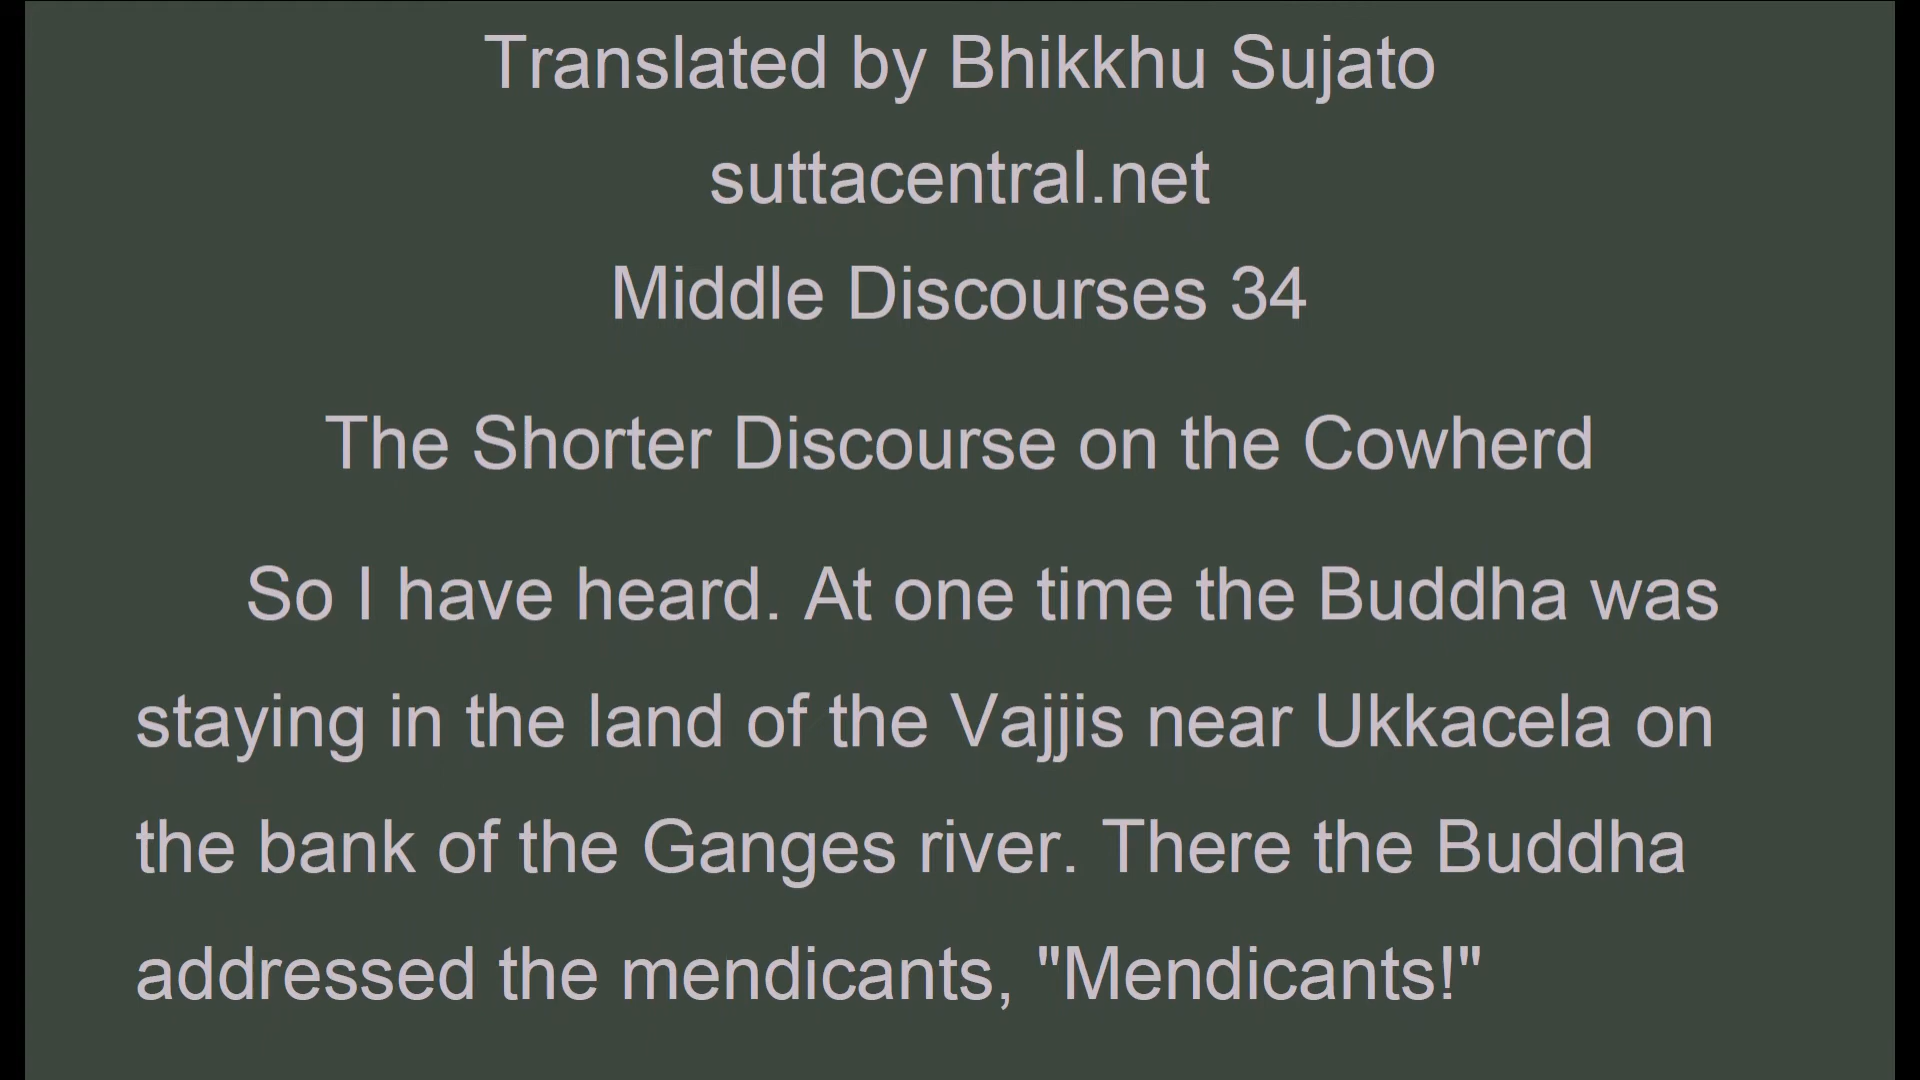 Translated by Bhikkhu Sujato
suttacentral.net
Middle Discourses 34
The Shorter Discourse on the Cowherd
So I have heard. At one time the Buddha was
staying in the land of the Vajjis near Ukkacela on
the bank of the Ganges river. There the Buddha
addressed the mendicants, "Mendicants!"